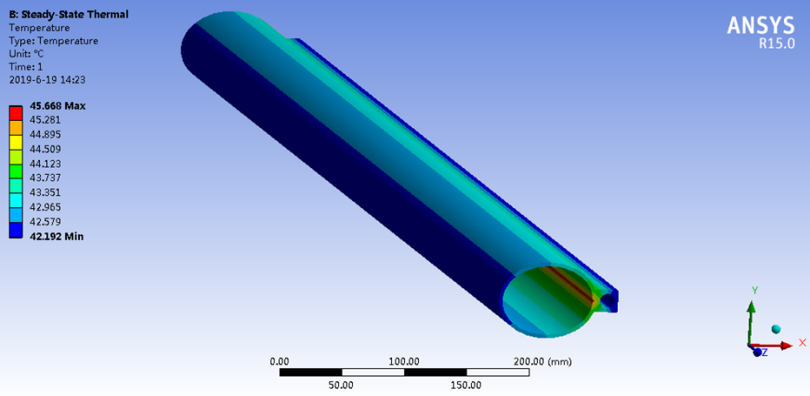 B: Steady-State Thermal
Temperature
Type: Temperature
Unit: °C
Time: 1
2019-6-19 14:23
45.668 Max
45.281
44.895
44.509
44.123
43.737
43.351
42.965
42.579
42.192 Min
ANSYS
R15.0
0.00 100.00 200.00 (mm)
50.00 150.00
Y
X
Z